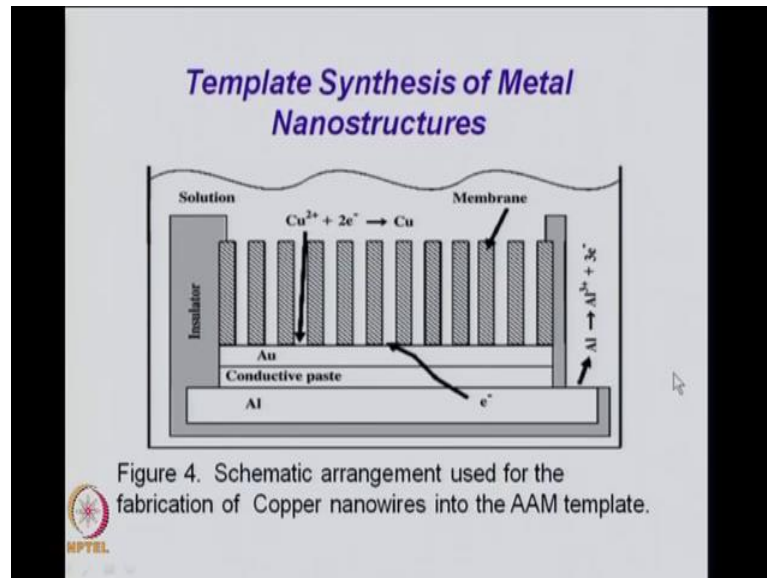 Template Synthesis of Metal
Nanostructures
Solution
Membrane
Cu²⁺ + 2e⁻ → Cu
Insulator
Al → Al³⁺ + 3e⁻
Au
Conductive paste
Al
e⁻
Figure 4. Schematic arrangement used for the
fabrication of Copper nanowires into the AAM template.
NPTEL